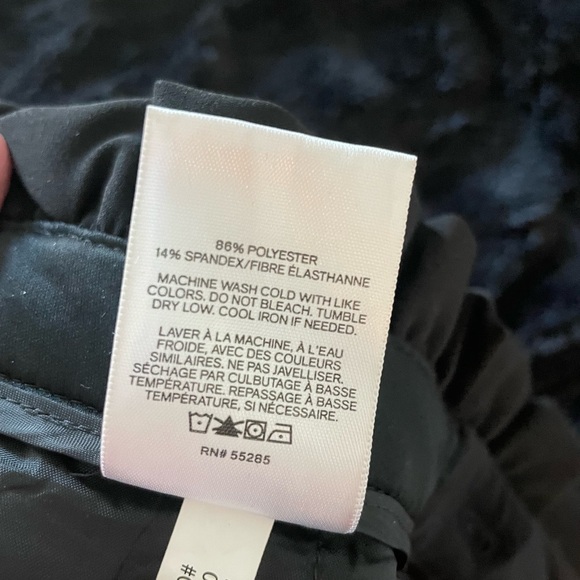 86% POLYESTER
14% SPANDEX/FIBRE ÉLASTHANNE
MACHINE WASH COLD WITH LIKE
COLORS. DO NOT BLEACH. TUMBLE
DRY LOW. COOL IRON IF NEEDED.
LAVER À LA MACHINE, À L'EAU
FROIDE, AVEC DES COULEURS
SIMILAIRES. NE PAS JAVELLISER.
SÉCHAGE PAR CULBUTAGE À BASSE
TEMPÉRATURE. REPASSAGE À BASSE
TEMPÉRATURE, SI NÉCESSAIRE.
RN# 55285